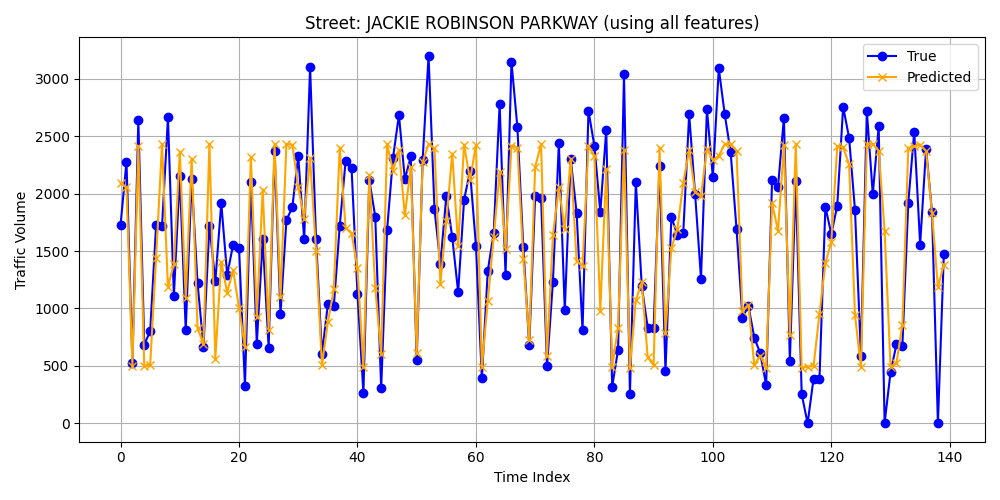 Street: JACKIE ROBINSON PARKWAY (using all features)
True
Predicted
Traffic Volume
3000
2500
2000
1500
1000
500
0
0 20 40 60 80 100 120 140
Time Index